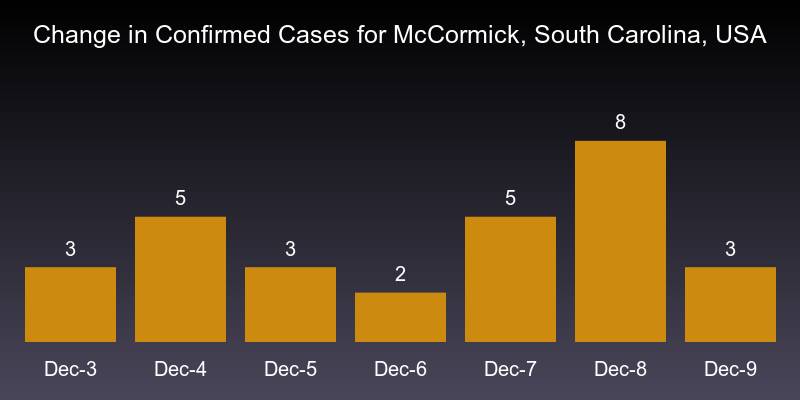 Change in Confirmed Cases for McCormick, South Carolina, USA
8
5
5
3
3
2
3
Dec-3
Dec-4
Dec-5
Dec-6
Dec-7
Dec-8
Dec-9